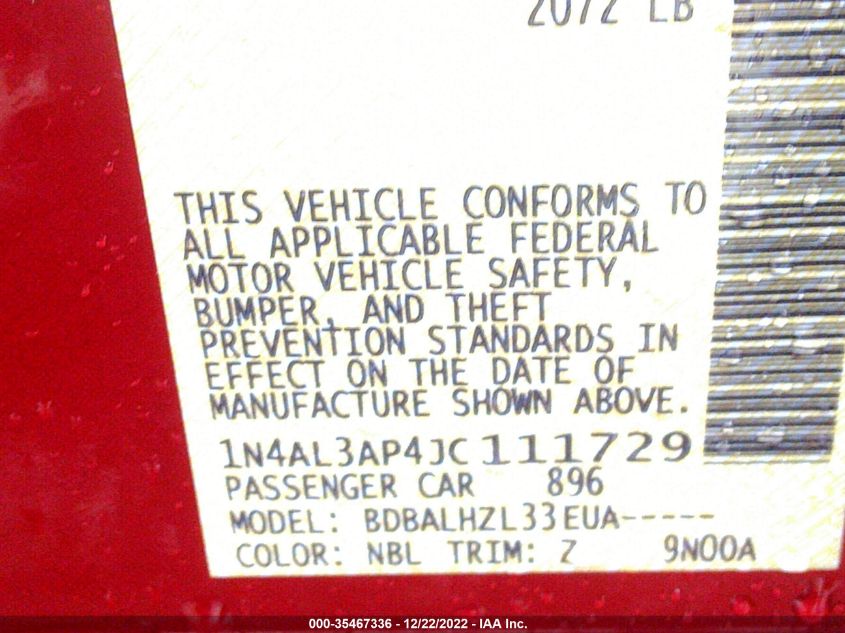 2072 LB
THIS VEHICLE CONFORMS TO
ALL APPLICABLE FEDERAL
MOTOR VEHICLE SAFETY,
BUMPER, AND THEFT
PREVENTION STANDARDS IN
EFFECT ON THE DATE OF
MANUFACTURE SHOWN ABOVE.
1N4AL3AP4JC111729
PASSENGER CAR 896
MODEL: BDBALHZL33EUA-----
COLOR: NBL TRIM: Z 9N00A
000-35467336 - 12/22/2022 - IAA Inc.